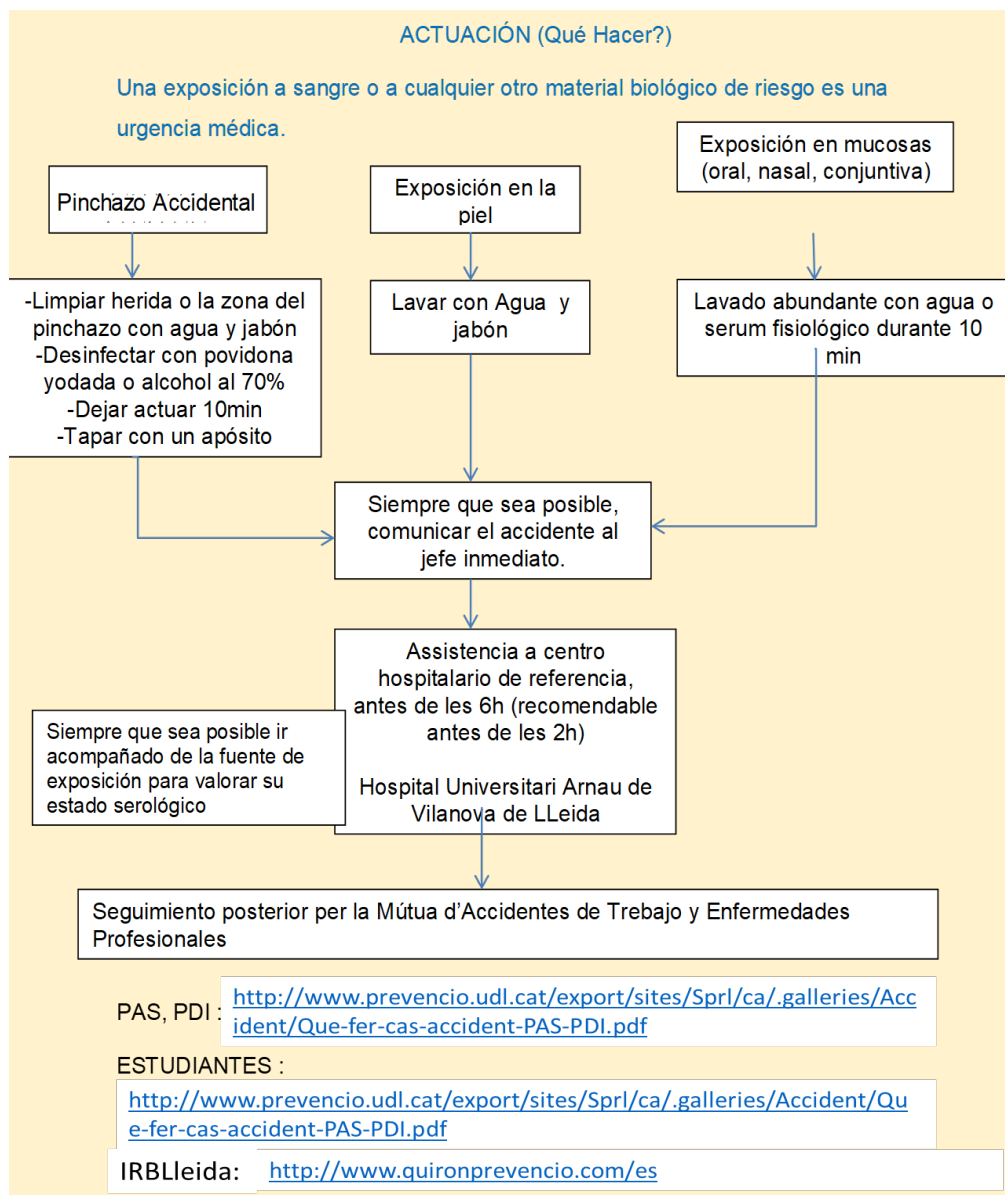 ACTUACIÓN (Qué Hacer?)
Una exposición a sangre o a cualquier otro material biológico de riesgo es una
urgencia médica.
Pinchazo Accidental
Exposición en la
piel
Exposición en mucosas
(oral, nasal, conjuntiva)
-Limpiar herida o la zona del
pinchazo con agua y jabón
-Desinfectar con povidona
yodada o alcohol al 70%
-Dejar actuar 10min
-Tapar con un apósito
Lavar con Agua y
jabón
Lavado abundante con agua o
serum fisiológico durante 10
min
Siempre que sea posible,
comunicar el accidente al
jefe inmediato.
Assistencia a centro
hospitalario de referencia,
antes de les 6h (recomendable
antes de les 2h)
Hospital Universitari Arnau de
Vilanova de LLeida
Siempre que sea posible ir
acompañado de la fuente de
exposición para valorar su
estado serológico
Seguimiento posterior per la Mútua d’Accidentes de Trabajo y Enfermedades
Profesionales
PAS, PDI :
http://www.prevencio.udl.cat/export/sites/Sprl/ca/.galleries/Acc
ident/Que-fer-cas-accident-PAS-PDI.pdf
ESTUDIANTES :
http://www.prevencio.udl.cat/export/sites/Sprl/ca/.galleries/Accident/Qu
e-fer-cas-accident-PAS-PDI.pdf
IRBLleida: http://www.quironprevencio.com/es